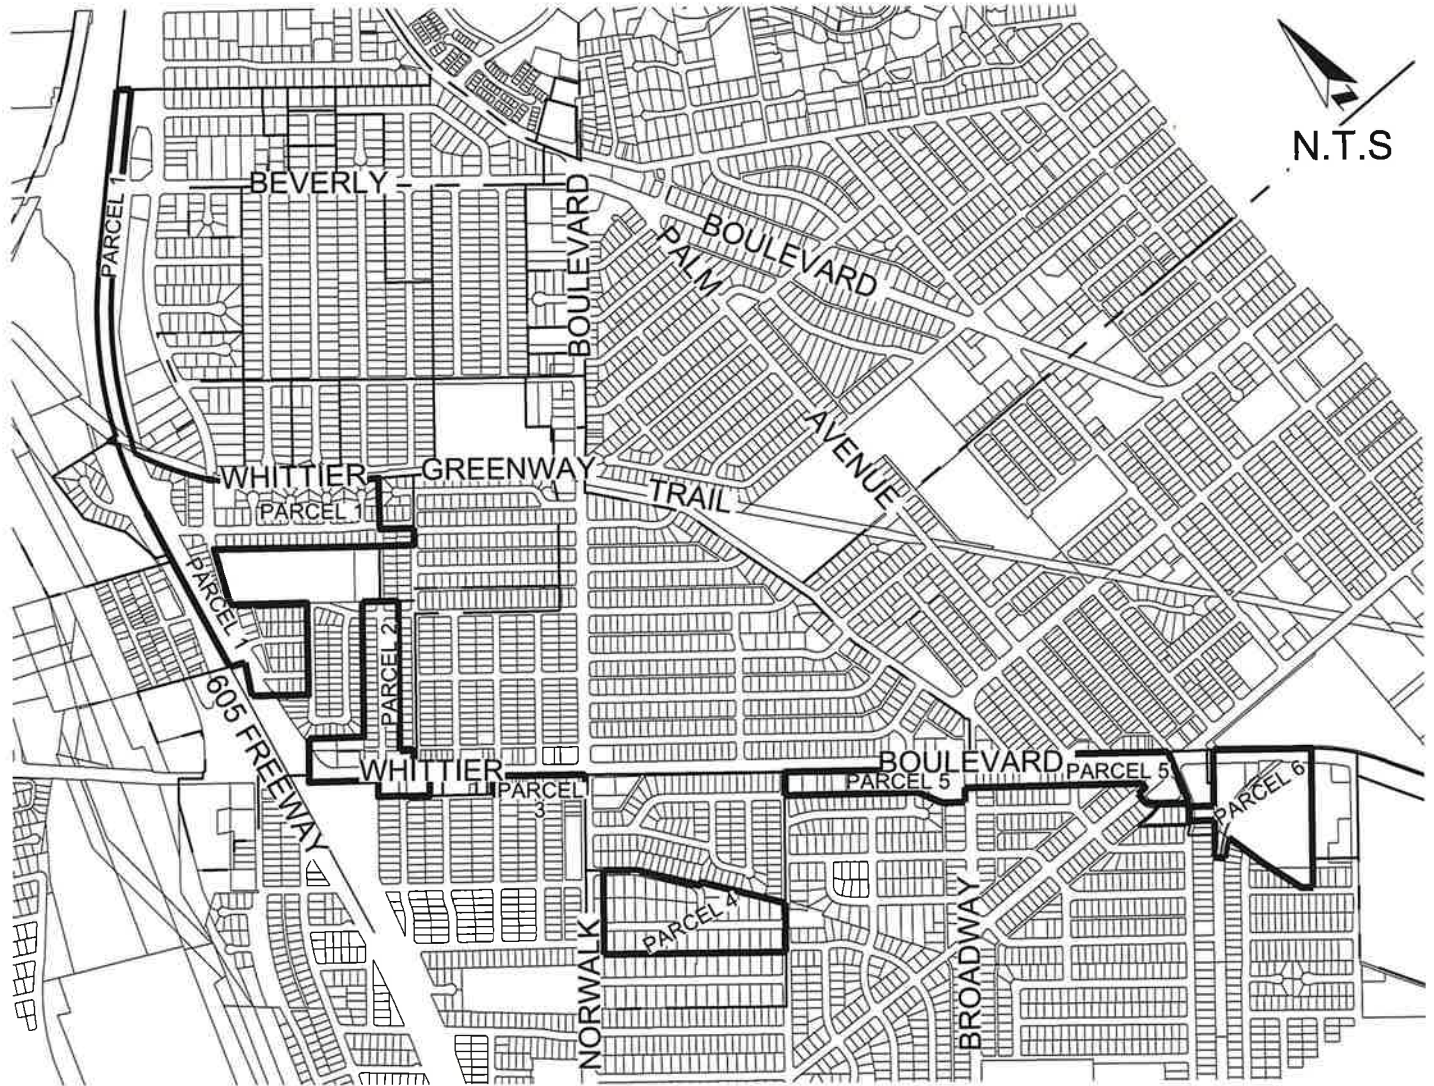 N.T.S
BEVERLY
BOULEVARD
PARCEL 1
BOULEVARD
PALM
AVENUE
WHITTIER
GREENWAY
TRAIL
PARCEL 1
PARCEL 1
PARCEL 2
605 FREEWAY
WHITTIER
BOULEVARD
PARCEL
3
PARCEL 5
PARCEL 5
PARCEL 6
PARCEL 4
NORWALK
BROADWAY